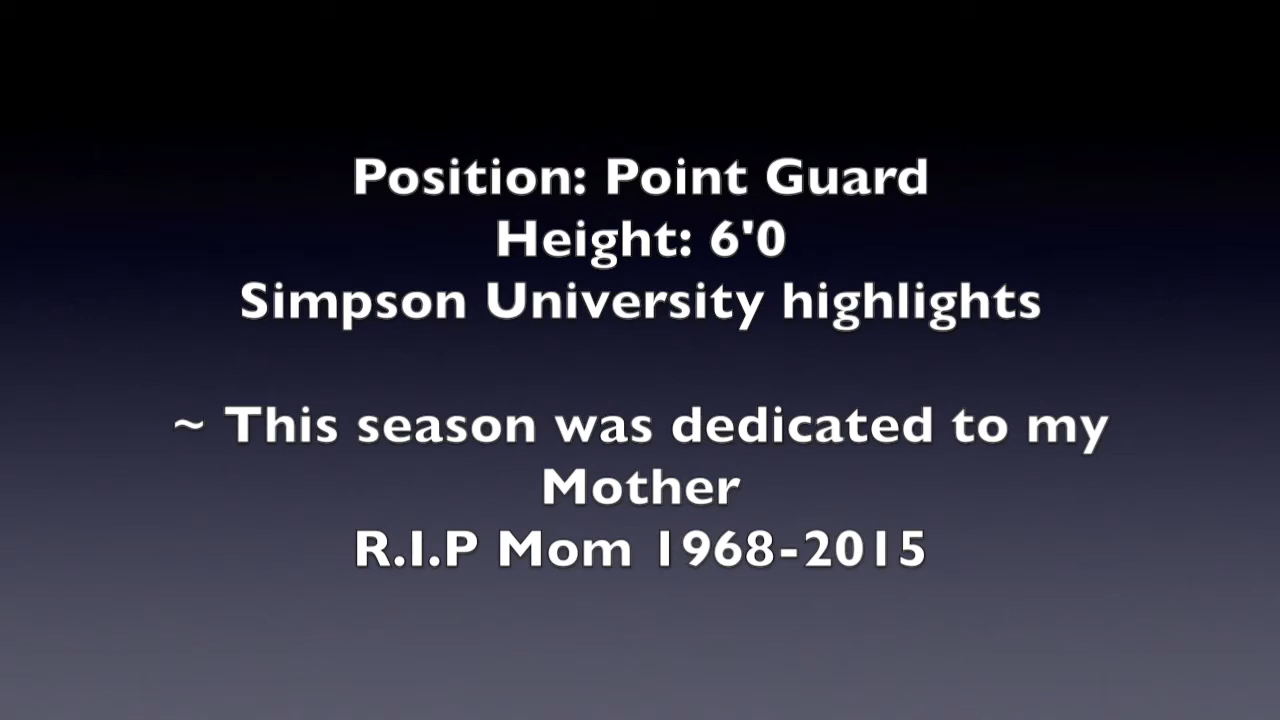 Position: Point Guard
Height: 6'0
Simpson University highlights
~ This season was dedicated to my
Mother
R.I.P Mom 1968-2015